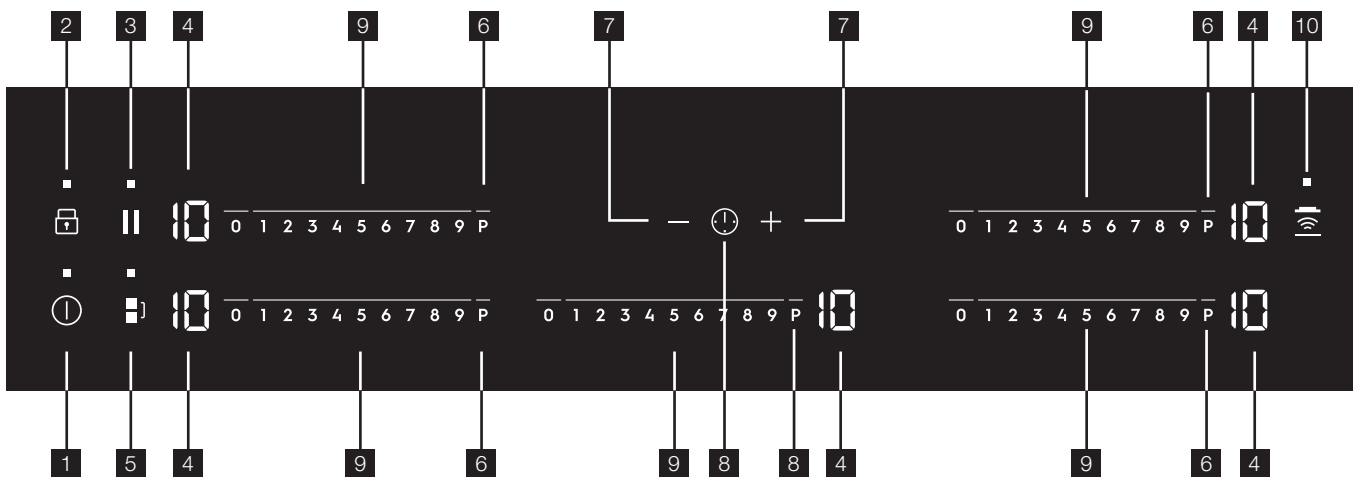 2 3 4 9 6 7 7 9 6 4 10
10 0 1 2 3 4 5 6 7 8 9 P − + 0 1 2 3 4 5 6 7 8 9 P 10
10 0 1 2 3 4 5 6 7 8 9 P 0 1 2 3 4 5 6 7 8 9 P 10 0 1 2 3 4 5 6 7 8 9 P 10
1 5 4 9 6 9 8 8 4 9 6 4